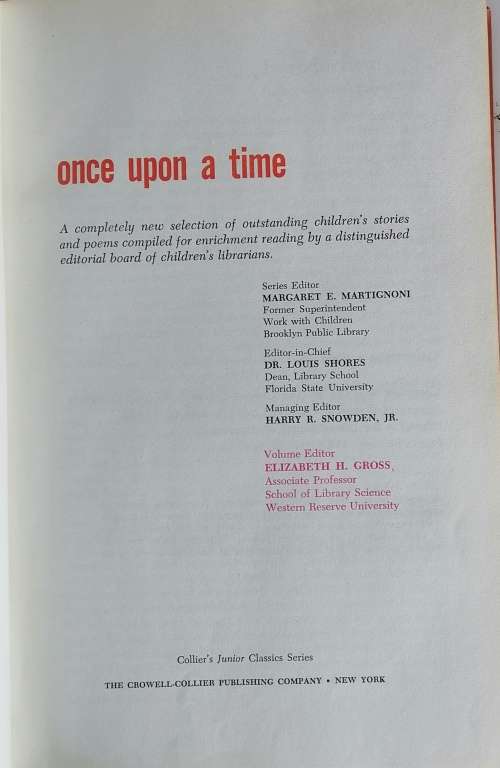 once upon a time
A completely new selection of outstanding children's stories
and poems compiled for enrichment reading by a distinguished
editorial board of children's librarians.
Series Editor
MARGARET E. MARTIGNONI
Former Superintendent
Work with Children
Brooklyn Public Library
Editor-in-Chief
DR. LOUIS SHORES
Dean, Library School
Florida State University
Managing Editor
HARRY R. SNOWDEN, JR.
Volume Editor
ELIZABETH H. GROSS,
Associate Professor
School of Library Science
Western Reserve University
Collier's Junior Classics Series
THE CROWELL-COLLIER PUBLISHING COMPANY • NEW YORK